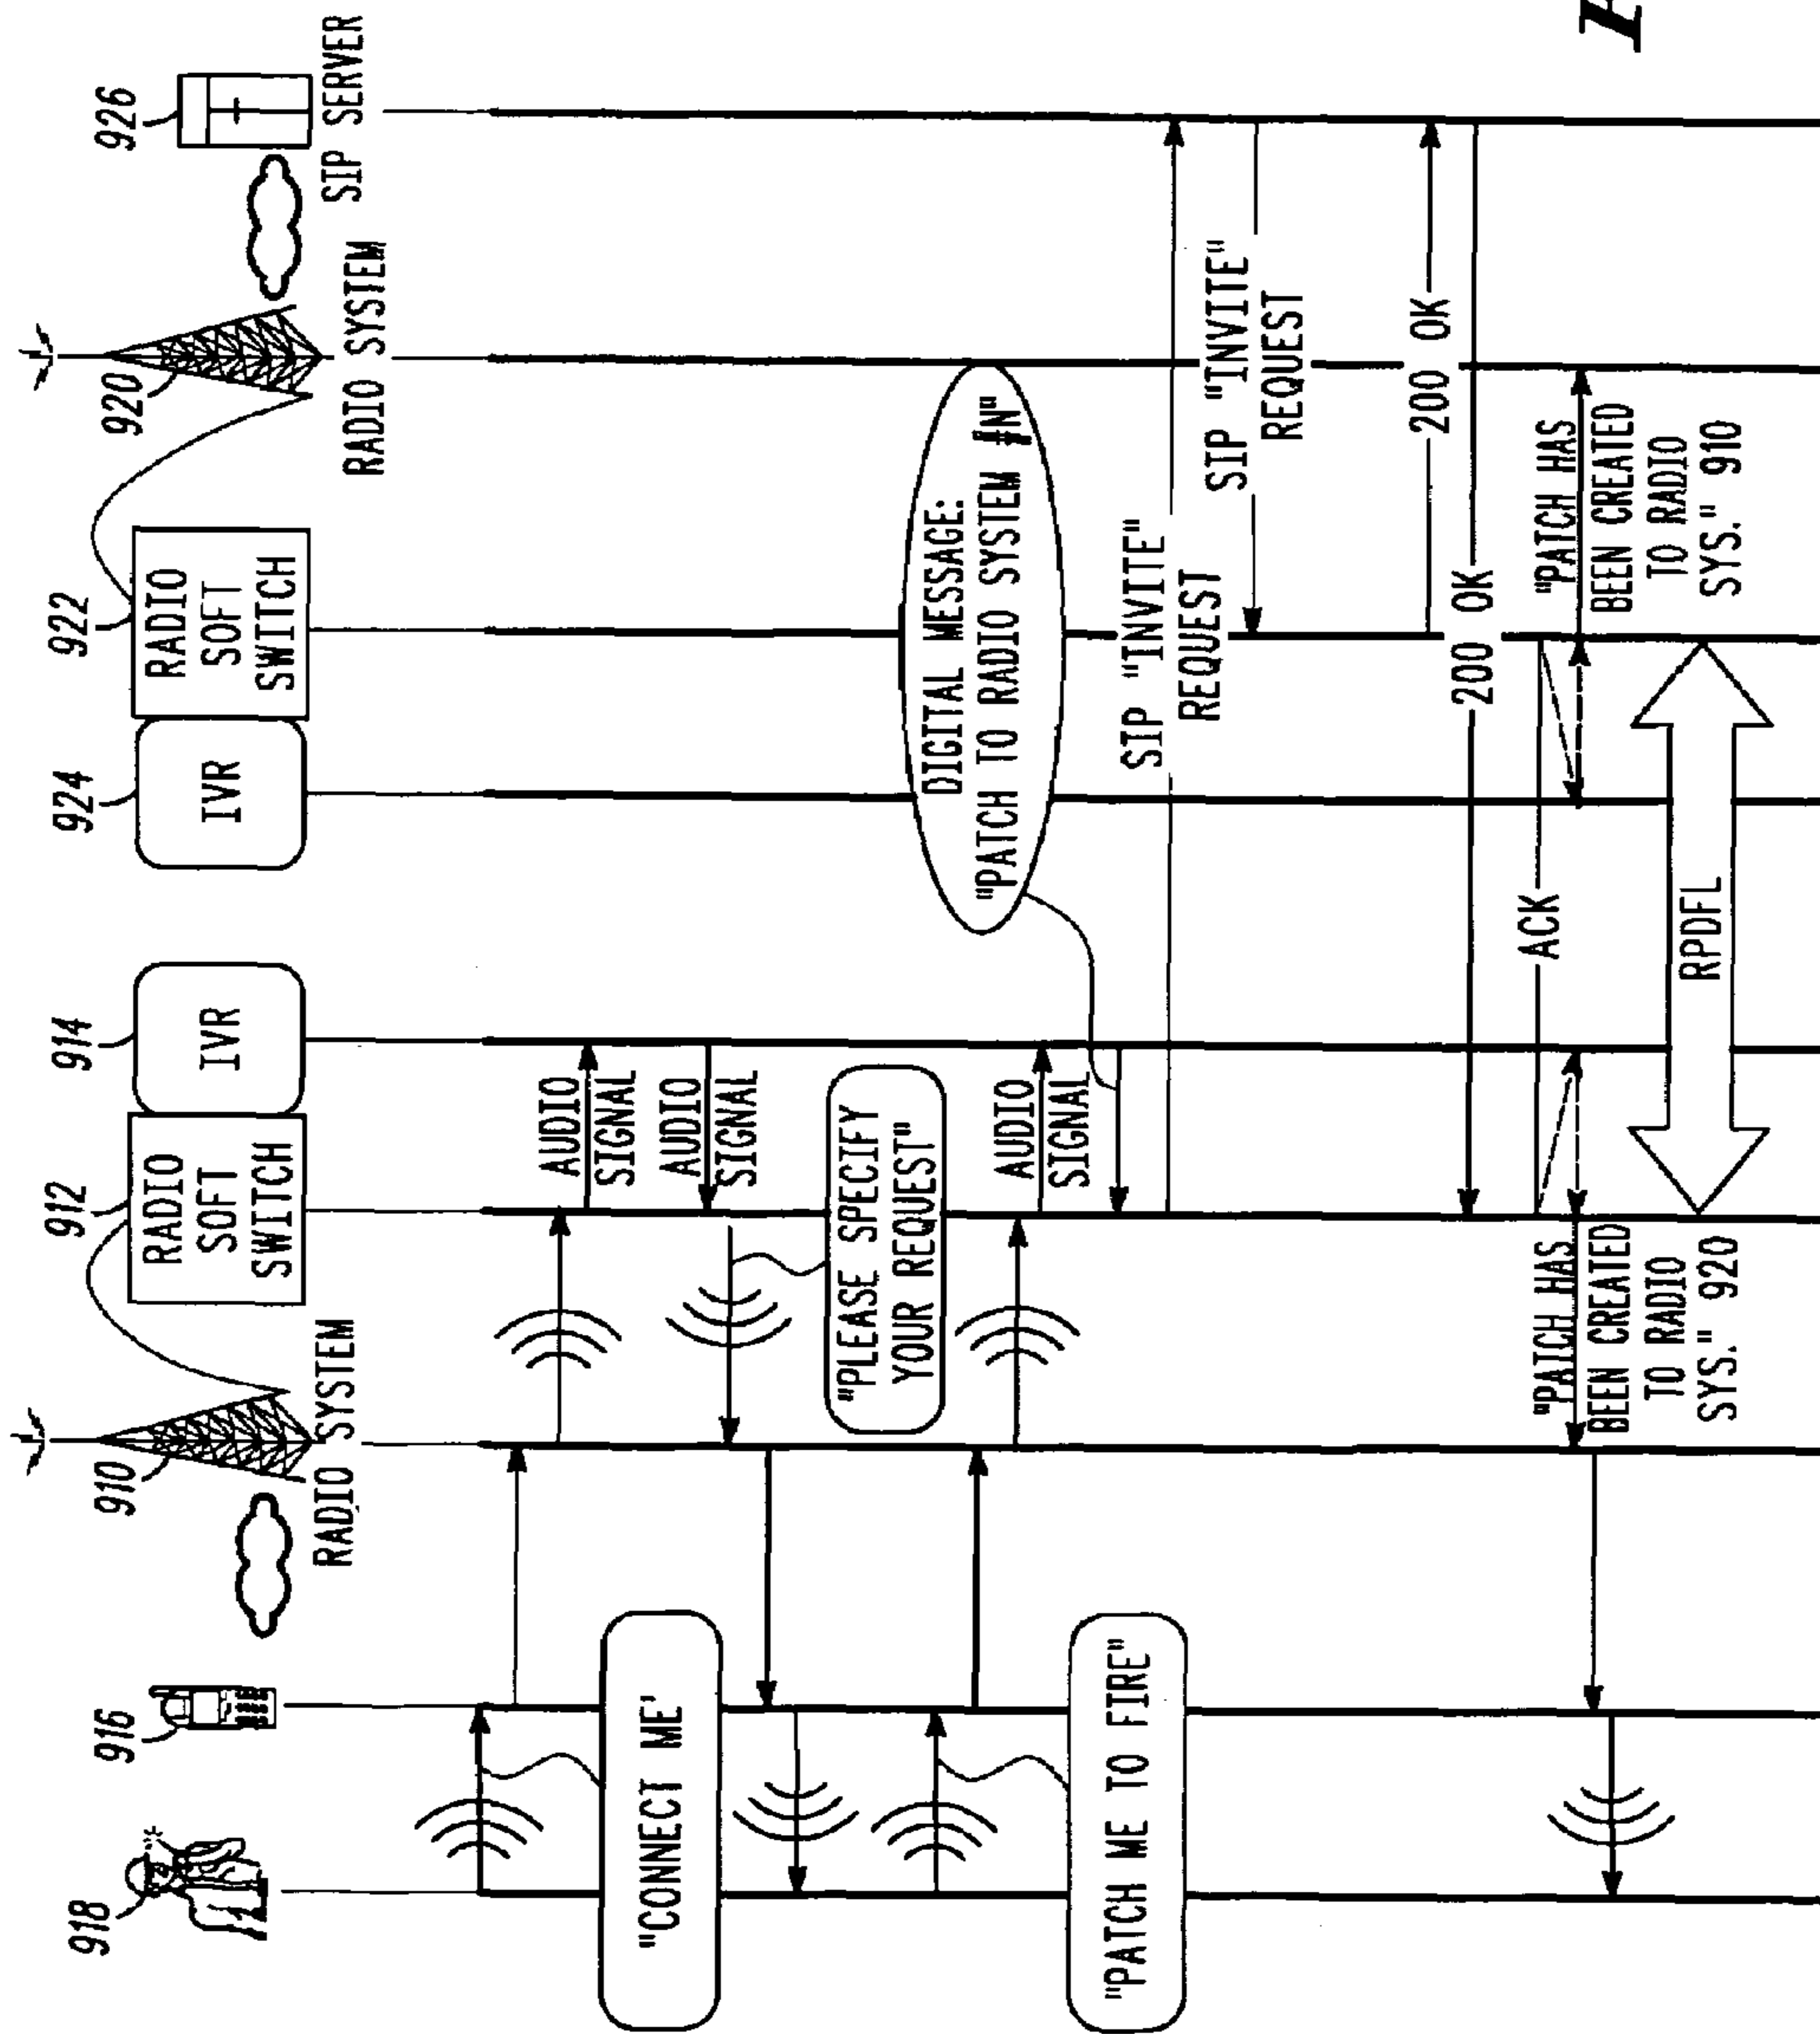 918
916
910
RADIO SYSTEM
912
RADIO
SOFT
SWITCH
914
IVR
924
IVR
922
RADIO
SOFT
SWITCH
920
RADIO SYSTEM
926
SIP SERVER
"CONNECT ME'
AUDIO
SIGNAL
AUDIO
SIGNAL
"PLEASE SPECIFY
YOUR REQUEST"
"PATCH ME TO FIRE"
AUDIO
SIGNAL
DIGITAL MESSAGE:
"PATCH TO RADIO SYSTEM #N"
SIP "INVITE"
REQUEST
SIP "INVITE"
REQUEST
200 OK
200 OK
ACK
"PATCH HAS
BEEN CREATED
TO RADIO
SYS." 920
"PATCH HAS
BEEN CREATED
TO RADIO
SYS." 910
RPDFL